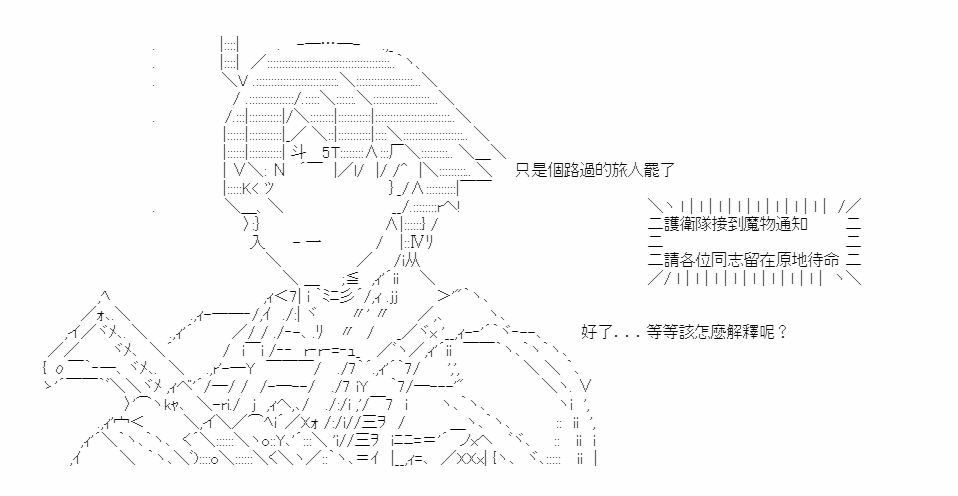 只是個路過的旅人罷了
護衛隊接到魔物通知
請各位同志留在原地待命
好了...等等該怎麼解釋呢？